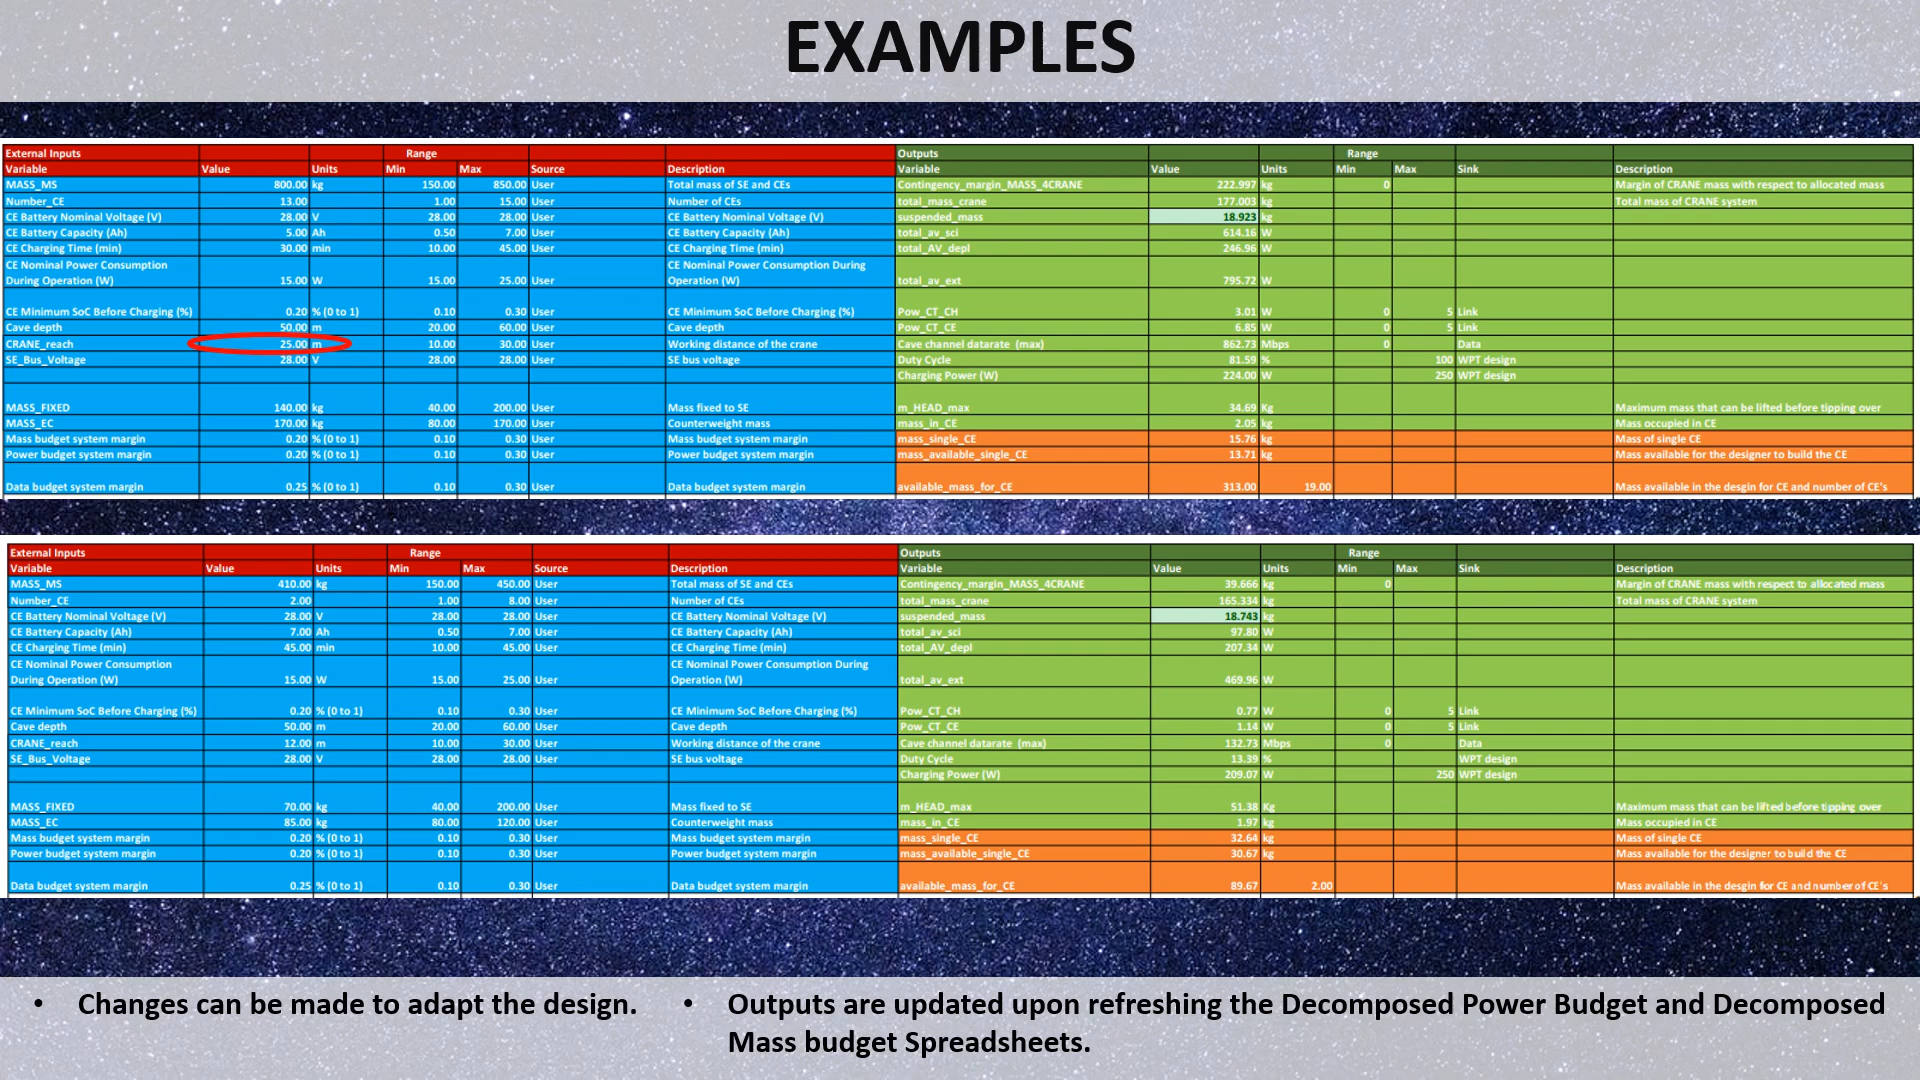 EXAMPLES
External Inputs Range Outputs Range
Variable Value Units Min Max Source Description Variable Value Units Min Max Sink Description
MASS_MS 800.00 kg 150.00 850.00 User Total mass of SE and CEs Contingency_margin_MASS_4CRANE 222.997 kg 0 Margin of CRANE mass with respect to allocated mass
Number_CE 13.00 1.00 15.00 User Number of CEs total_mass_crane 177.003 kg Total mass of CRANE system
CE Battery Nominal Voltage (V) 28.00 V 28.00 28.00 User CE Battery Nominal Voltage (V) suspended_mass 18.923 kg
CE Battery Capacity (Ah) 5.00 Ah 0.50 7.00 User CE Battery Capacity (Ah) total_av_sci 614.16 W
CE Charging Time (min) 30.00 min 10.00 45.00 User CE Charging Time (min) total_AV_depl 246.96 W
CE Nominal Power Consumption CE Nominal Power Consumption During
During Operation (W) 15.00 W 15.00 25.00 User Operation (W) total_av_ext 795.72 W
CE Minimum SoC Before Charging (%) 0.20 % (0 to 1) 0.10 0.30 User CE Minimum SoC Before Charging (%) Pow_CT_CH 3.01 W 0 5 Link
Cave depth 50.00 m 20.00 60.00 User Cave depth Pow_CT_CE 6.85 W 0 5 Link
CRANE_reach 25.00 m 10.00 30.00 User Working distance of the crane Cave channel datarate (max) 862.73 Mbps 0 Data
SE_Bus_Voltage 28.00 V 28.00 28.00 User SE bus voltage Duty Cycle 81.59 % 100 WPT design
Charging Power (W) 224.00 W 250 WPT design
MASS_FIXED 140.00 kg 40.00 200.00 User Mass fixed to SE m_HEAD_max 34.69 Kg Maximum mass that can be lifted before tipping over
MASS_EC 170.00 kg 80.00 170.00 User Counterweight mass mass_in_CE 2.05 kg Mass occupied in CE
Mass budget system margin 0.20 % (0 to 1) 0.10 0.30 User Mass budget system margin mass_single_CE 15.76 kg Mass of single CE
Power budget system margin 0.20 % (0 to 1) 0.10 0.30 User Power budget system margin mass_available_single_CE 13.71 kg Mass available for the designer to build the CE
Data budget system margin 0.25 % (0 to 1) 0.10 0.30 User Data budget system margin available_mass_for_CE 313.00 19.00 Mass available in the desgin for CE and number of CE's
External Inputs Range Outputs Range
Variable Value Units Min Max Source Description Variable Value Units Min Max Sink Description
MASS_MS 410.00 kg 150.00 450.00 User Total mass of SE and CEs Contingency_margin_MASS_4CRANE 39.666 kg 0 Margin of CRANE mass with respect to allocated mass
Number_CE 2.00 1.00 8.00 User Number of CEs total_mass_crane 165.334 kg Total mass of CRANE system
CE Battery Nominal Voltage (V) 28.00 V 28.00 28.00 User CE Battery Nominal Voltage (V) suspended_mass 18.743 kg
CE Battery Capacity (Ah) 7.00 Ah 0.50 7.00 User CE Battery Capacity (Ah) total_av_sci 97.80 W
CE Charging Time (min) 45.00 min 10.00 45.00 User CE Charging Time (min) total_AV_depl 207.34 W
CE Nominal Power Consumption CE Nominal Power Consumption During
During Operation (W) 15.00 W 15.00 25.00 User Operation (W) total_av_ext 469.96 W
CE Minimum SoC Before Charging (%) 0.20 % (0 to 1) 0.10 0.30 User CE Minimum SoC Before Charging (%) Pow_CT_CH 0.77 W 0 5 Link
Cave depth 50.00 m 20.00 60.00 User Cave depth Pow_CT_CE 1.14 W 0 5 Link
CRANE_reach 12.00 m 10.00 30.00 User Working distance of the crane Cave channel datarate (max) 132.73 Mbps 0 Data
SE_Bus_Voltage 28.00 V 28.00 28.00 User SE bus voltage Duty Cycle 13.39 % WPT design
Charging Power (W) 209.07 W 250 WPT design
MASS_FIXED 70.00 kg 40.00 200.00 User Mass fixed to SE m_HEAD_max 51.38 Kg Maximum mass that can be lifted before tipping over
MASS_EC 85.00 kg 80.00 120.00 User Counterweight mass mass_in_CE 1.97 kg Mass occupied in CE
Mass budget system margin 0.20 % (0 to 1) 0.10 0.30 User Mass budget system margin mass_single_CE 32.64 kg Mass of single CE
Power budget system margin 0.20 % (0 to 1) 0.10 0.30 User Power budget system margin mass_available_single_CE 30.67 kg Mass available for the designer to build the CE
Data budget system margin 0.25 % (0 to 1) 0.10 0.30 User Data budget system margin available_mass_for_CE 89.67 2.00 Mass available in the desgin for CE and number of CE's
• Changes can be made to adapt the design.
• Outputs are updated upon refreshing the Decomposed Power Budget and Decomposed
Mass budget Spreadsheets.